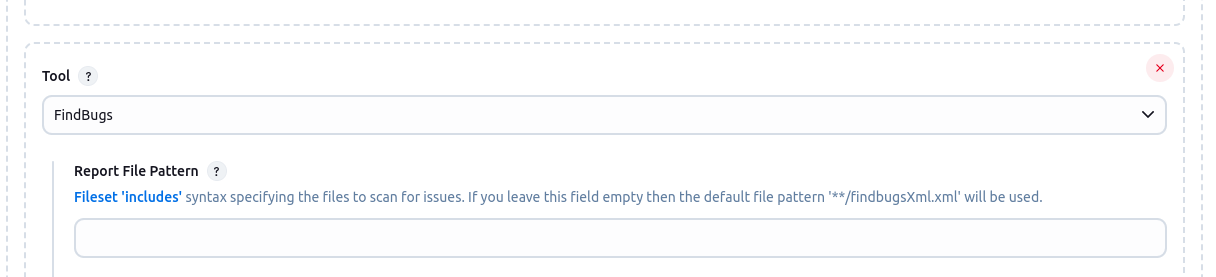 Tool ?
FindBugs
Report File Pattern ?
Fileset 'includes' syntax specifying the files to scan for issues. If you leave this field empty then the default file pattern '**/findbugsXml.xml' will be used.